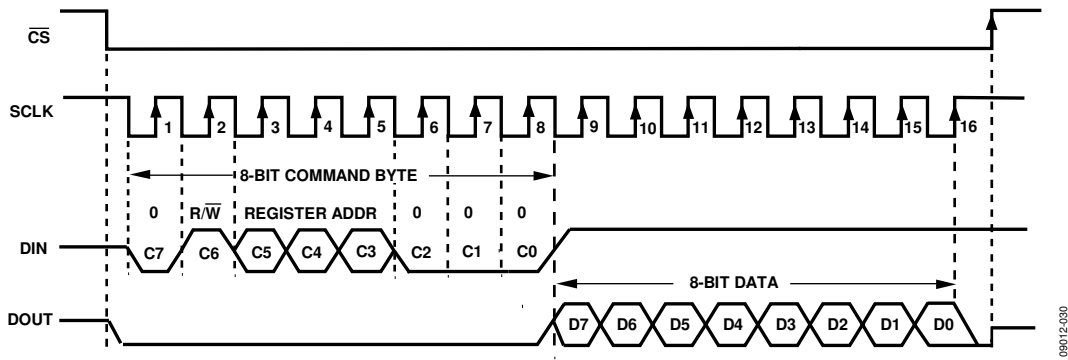 CS
SCLK
1 2 3 4 5 6 7 8 9 10 11 12 13 14 15 16
8-BIT COMMAND BYTE
0 R/W REGISTER ADDR 0 0 0
DIN C7 C6 C5 C4 C3 C2 C1 C0
8-BIT DATA
DOUT D7 D6 D5 D4 D3 D2 D1 D0
09012-030